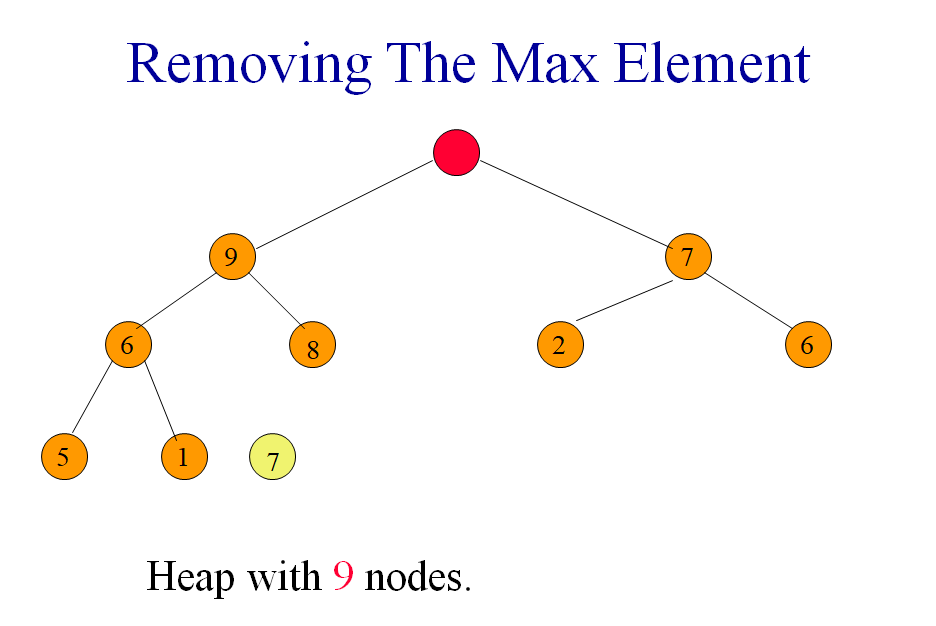 Removing The Max Element
9 7
6 8 2 6
5 1 7
Heap with 9 nodes.